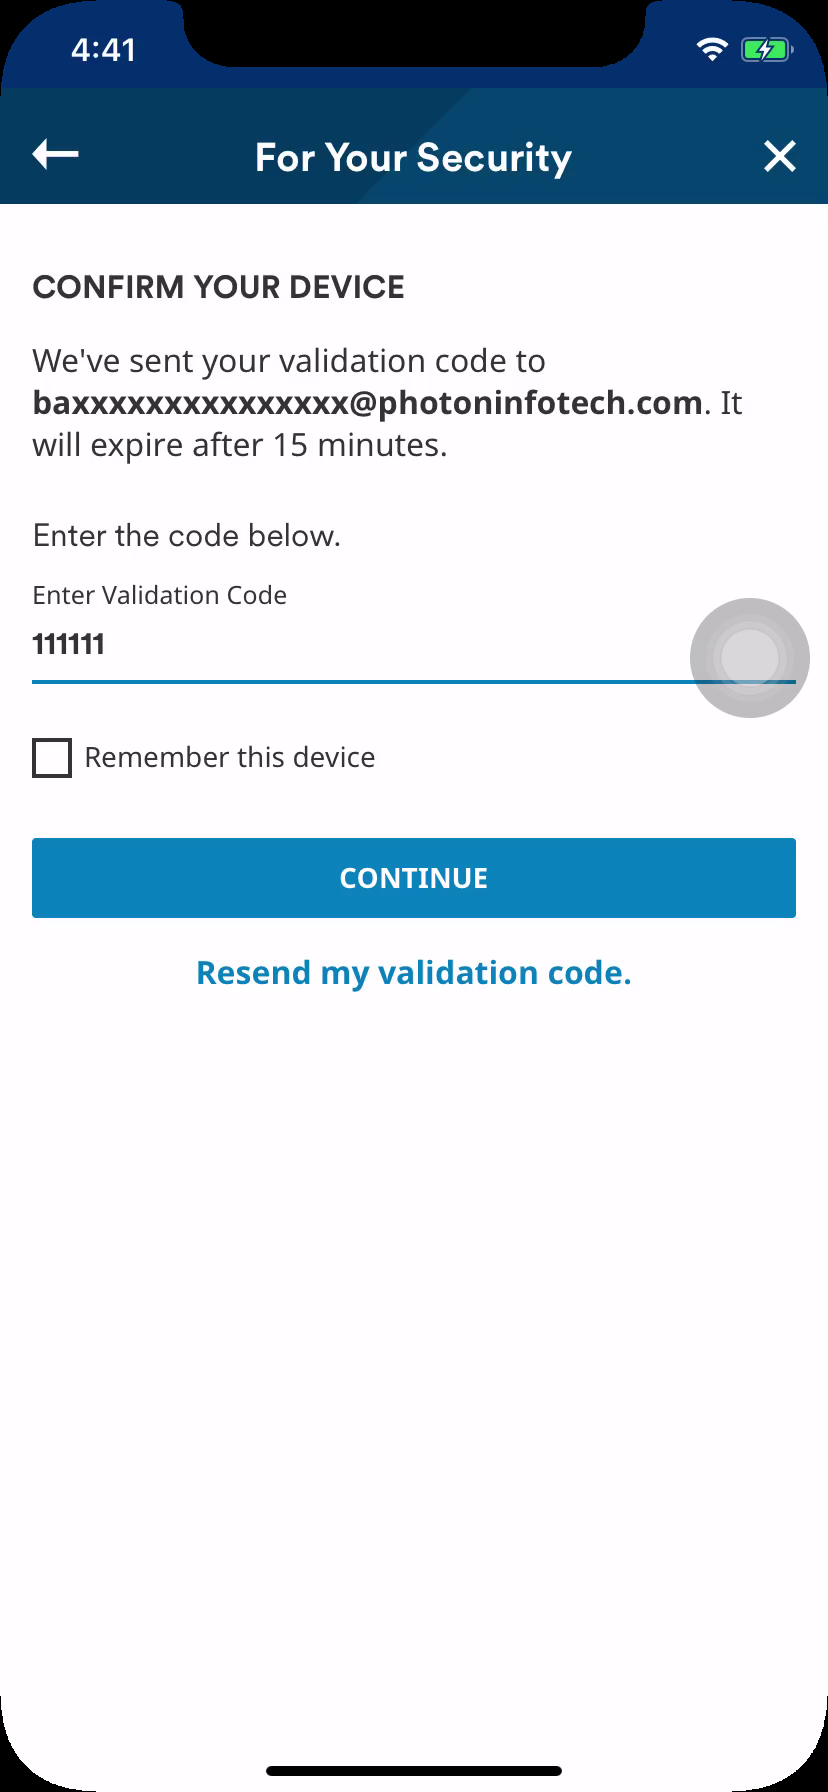 4:41
For Your Security
CONFIRM YOUR DEVICE
We've sent your validation code to
baxxxxxxxxxxxxxxx@photoninfotech.com. It
will expire after 15 minutes.
Enter the code below.
Enter Validation Code
111111
Remember this device
CONTINUE
Resend my validation code.